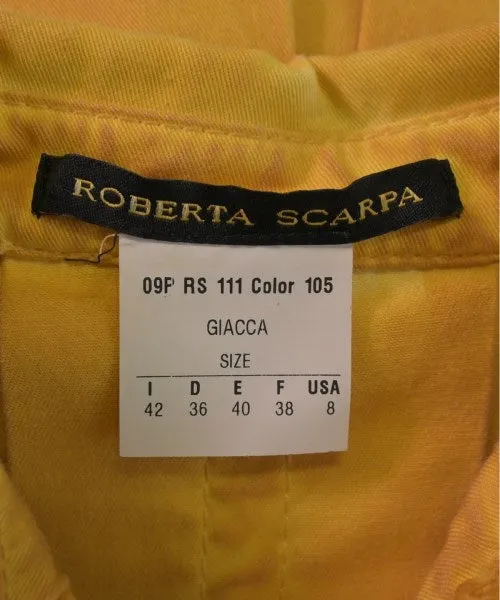 ROBERTA SCARPA
09P RS 111 Color 105
GIACCA
SIZE
I D E F USA
42 36 40 38 8